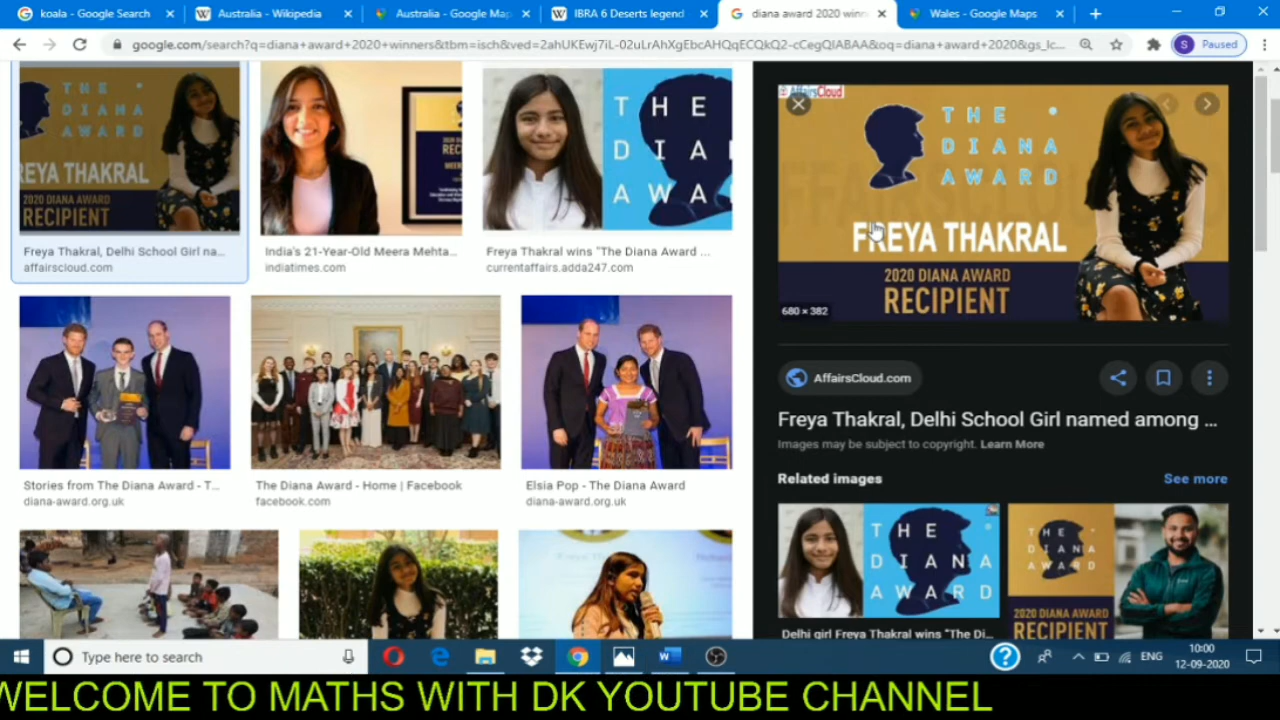 koala - Google Search
Australia - Wikipedia
Australia - Google Ma
IBRA 6 Deserts legend
diana award 2020 winn
Wales - Google Maps
google.com/search?q=diana+award+2020+winners&tbm=isch&ved=2ahUKEwj7iL-02uLrAhXgEbcAHQqECQkQ2-cCegQIABAA&oq=diana+award+2020&gs_lc...
S Paused
THE
DIANA
AWARD
REYA THAKRAL
2020 DIANA AWARD
RECIPIENT
Freya Thakral, Delhi School Girl na...
affairscloud.com
India's 21-Year-Old Meera Mehta...
indiatimes.com
THE
DIA
AWA
Freya Thakral wins "The Diana Award ...
currentaffairs.adda247.com
Stories from The Diana Award - T...
diana-award.org.uk
The Diana Award - Home | Facebook
facebook.com
Elsia Pop - The Diana Award
diana-award.org.uk
AffairsCloud
THE
DIANA
AWARD
FREYA THAKRAL
2020 DIANA AWARD
RECIPIENT
680 × 382
AffairsCloud.com
Freya Thakral, Delhi School Girl named among ...
Images may be subject to copyright. Learn More
Related images
See more
THE
DIANA
AWARD
THE
DIANA
AWARD
2020 DIANA AWARD
RECIPIENT
Delhi girl Freya Thakral wins "The Di...
Type here to search
ENG
10:00
12-09-2020
WELCOME TO MATHS WITH DK YOUTUBE CHANNEL